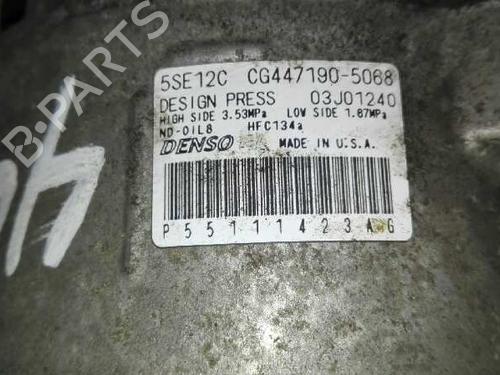 B-PARTS
5SE12C CG447190-5068
DESIGN PRESS 03J01240
HIGH SIDE 3.53MPa LOW SIDE 1.87MPa
ND-OIL8 HFC134a
DENSO MADE IN U.S.A.
P55111423AG